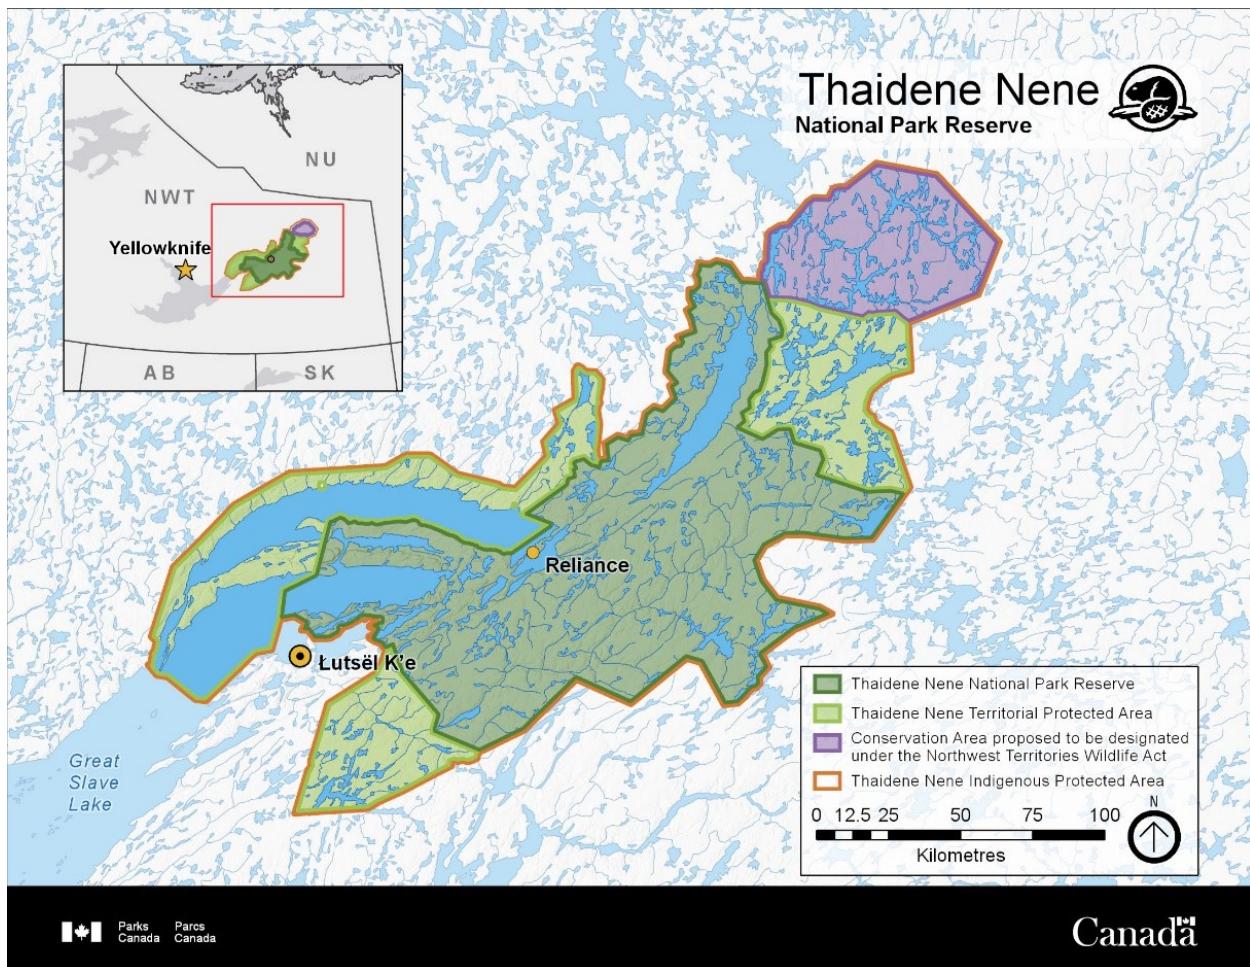 Thaidene Nene
National Park Reserve
NU
NWT
Yellowknife
AB
SK
Reliance
Łutsël K'e
Great
Slave
Lake
Thaidene Nene National Park Reserve
Thaidene Nene Territorial Protected Area
Conservation Area proposed to be designated
under the Northwest Territories Wildlife Act
Thaidene Nene Indigenous Protected Area
N
0 12.5 25 50 75 100
Kilometres
Parks Parcs
Canada Canada
Canada